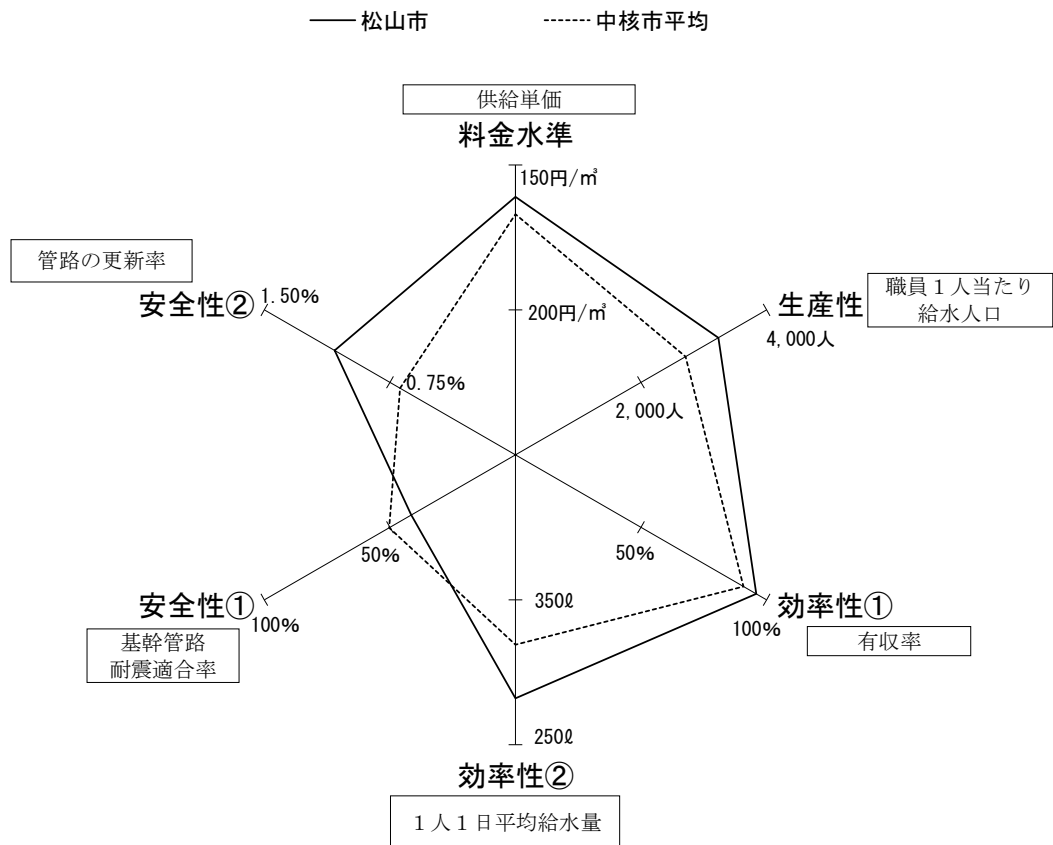 松山市
中核市平均
供給単価
料金水準
150円/㎥
200円/㎥
管路の更新率
安全性②
1.50%
0.75%
生産性
職員１人当たり
給水人口
4,000人
2,000人
50%
安全性①
100%
基幹管路
耐震適合率
50%
効率性①
100%
有収率
350ℓ
250ℓ
効率性②
１人１日平均給水量